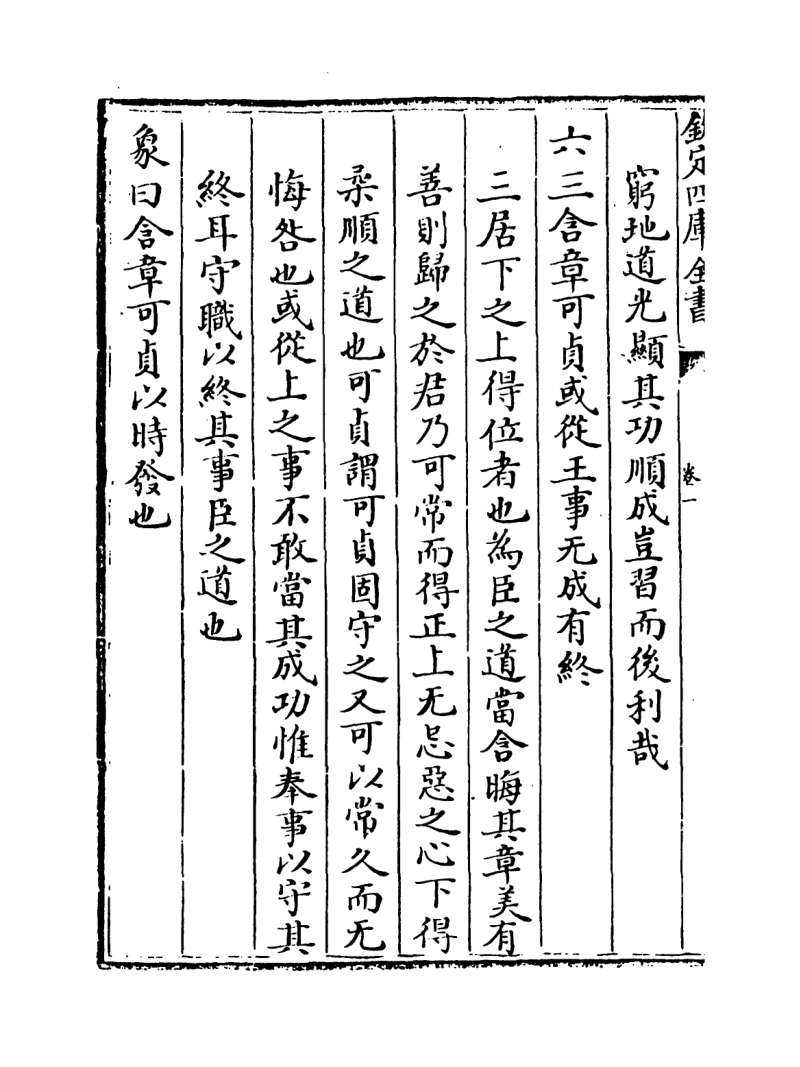 欽定四庫全書
卷一
窮地道光顯其功順成豈習而後利哉
六三含章可貞或從王事无成有終
三居下之上得位者也為臣之道當含晦其章美有
善則歸之於君乃可常而得正上无忌惡之心下得
柔順之道也可貞謂可貞固守之又可以常久而无
悔咎也或從上之事不敢當其成功惟奉事以守其
終耳守職以終其事臣之道也
象曰含章可貞以時發也